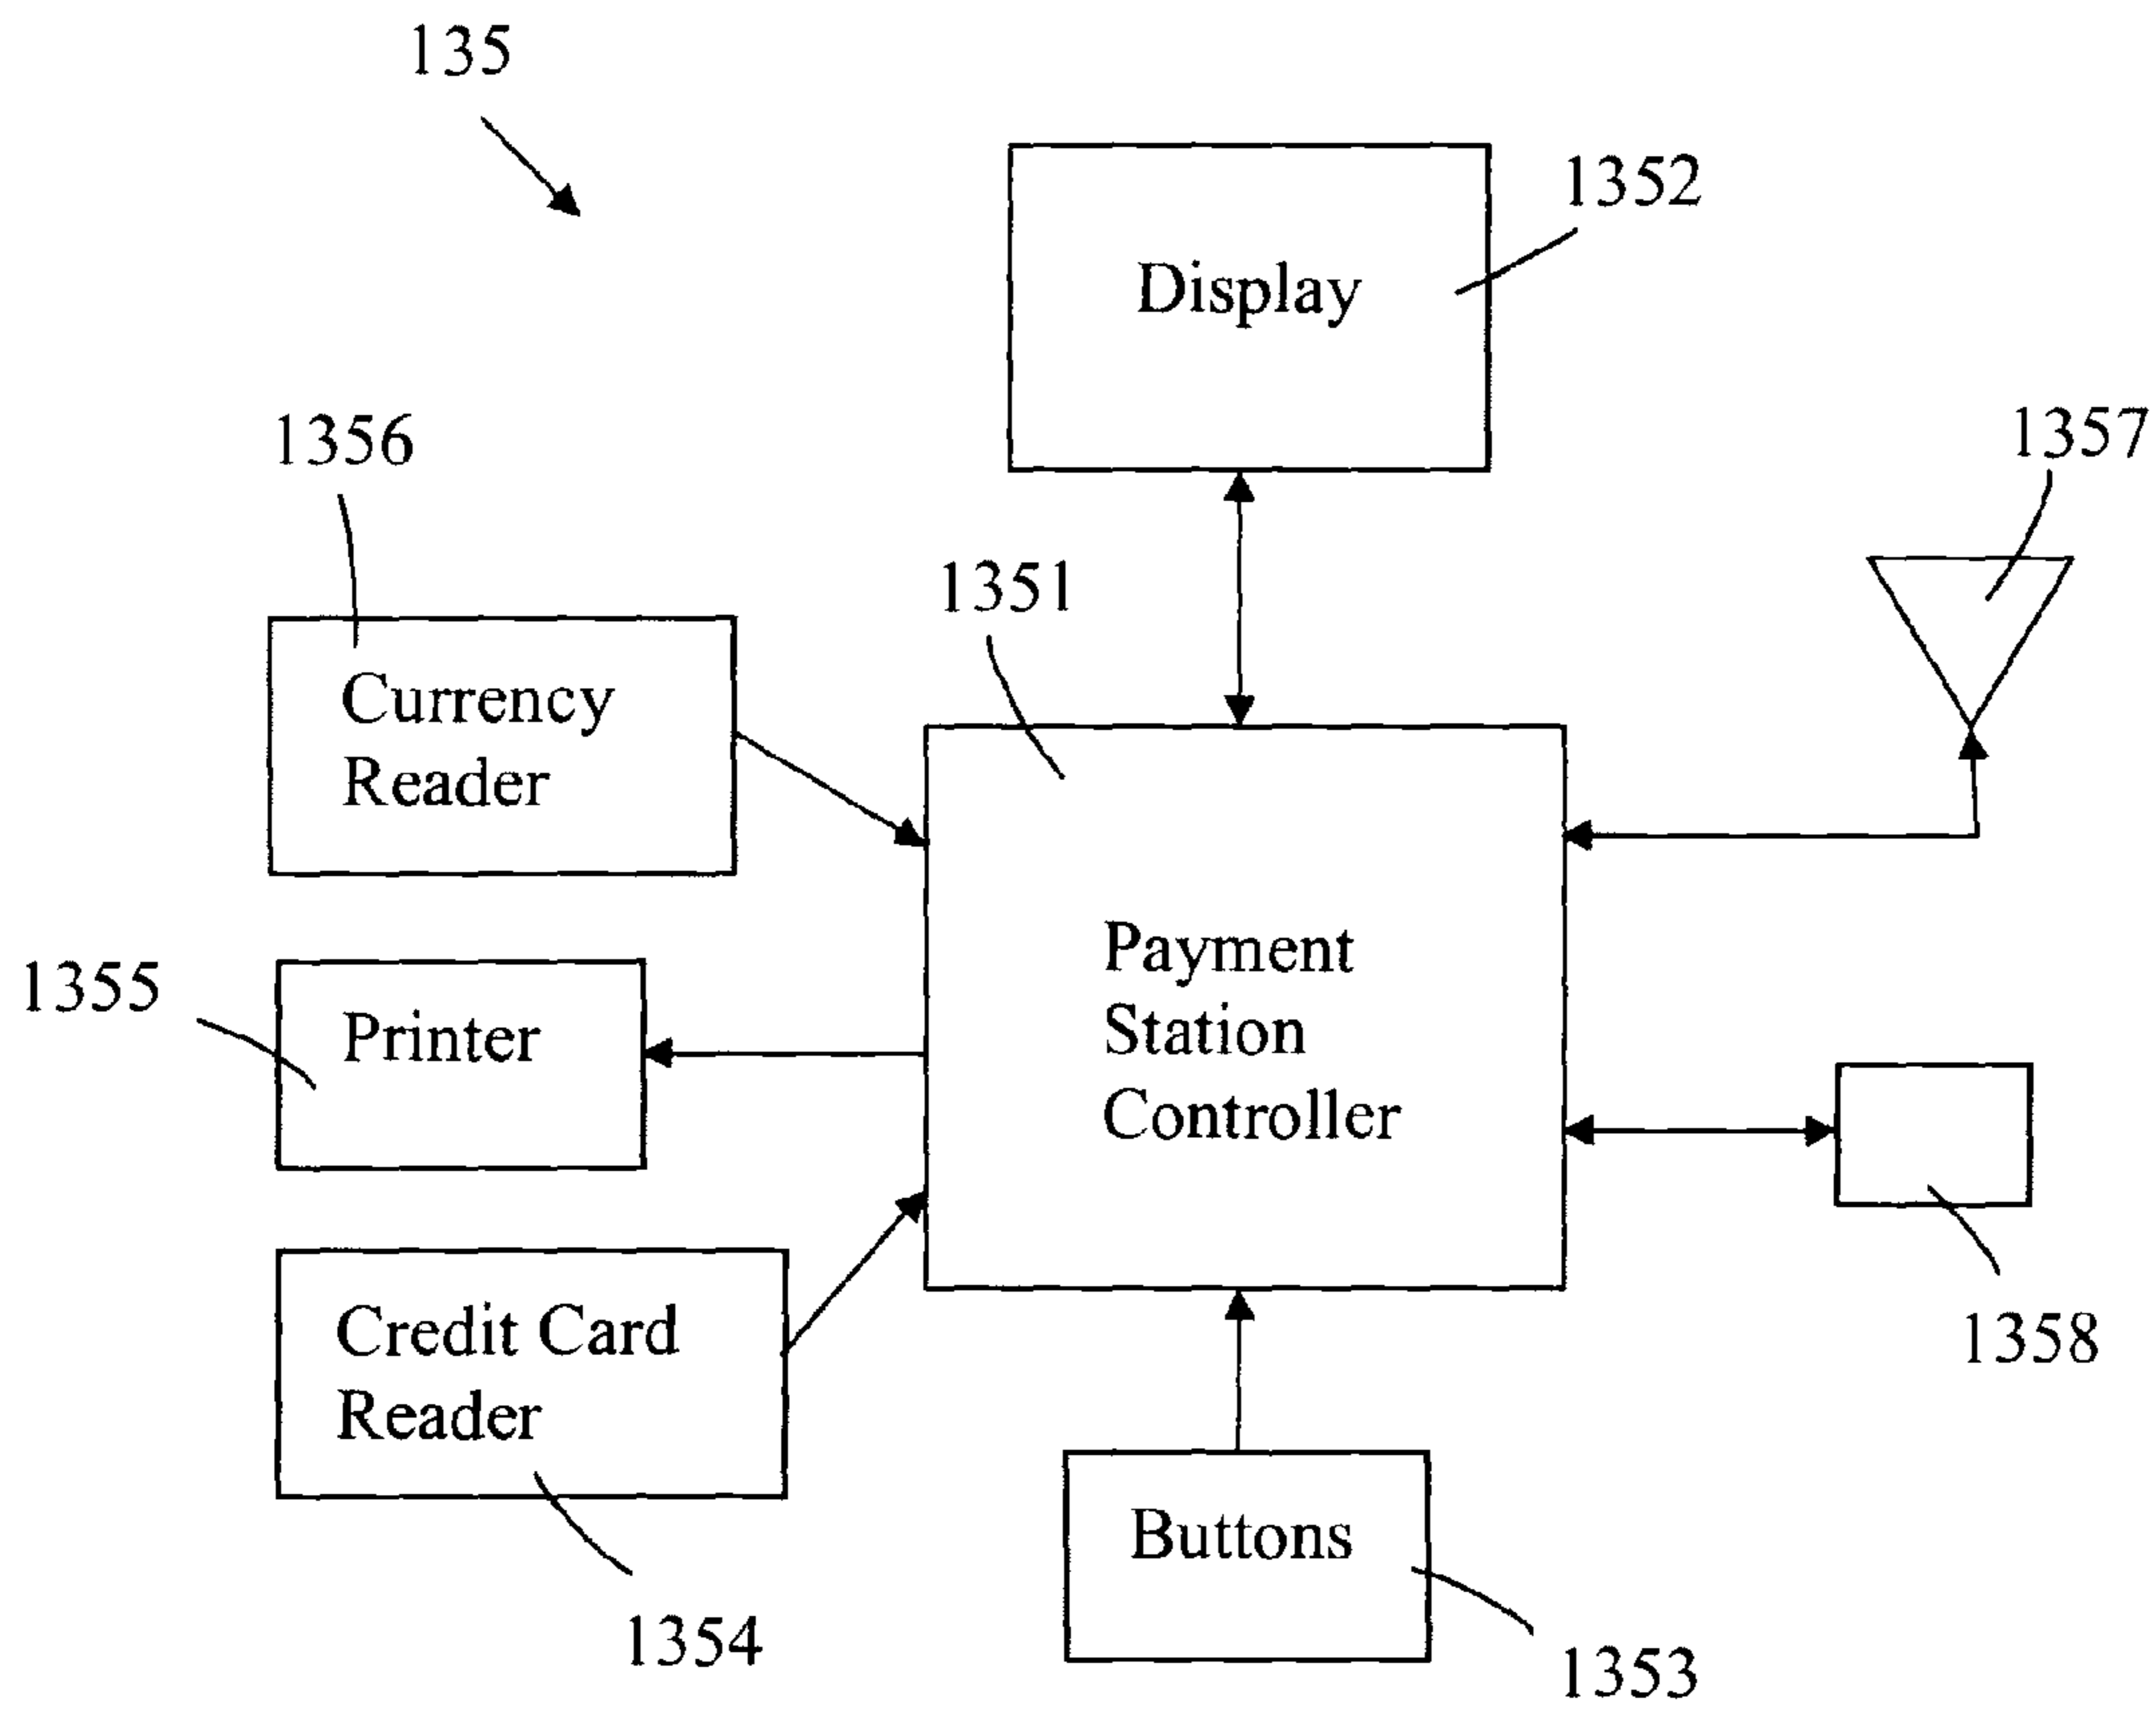 135
1352
Display
1356
1357
1351
Currency
Reader
Payment
Station
Controller
1355
Printer
1358
Credit Card
Reader
Buttons
1354
1353